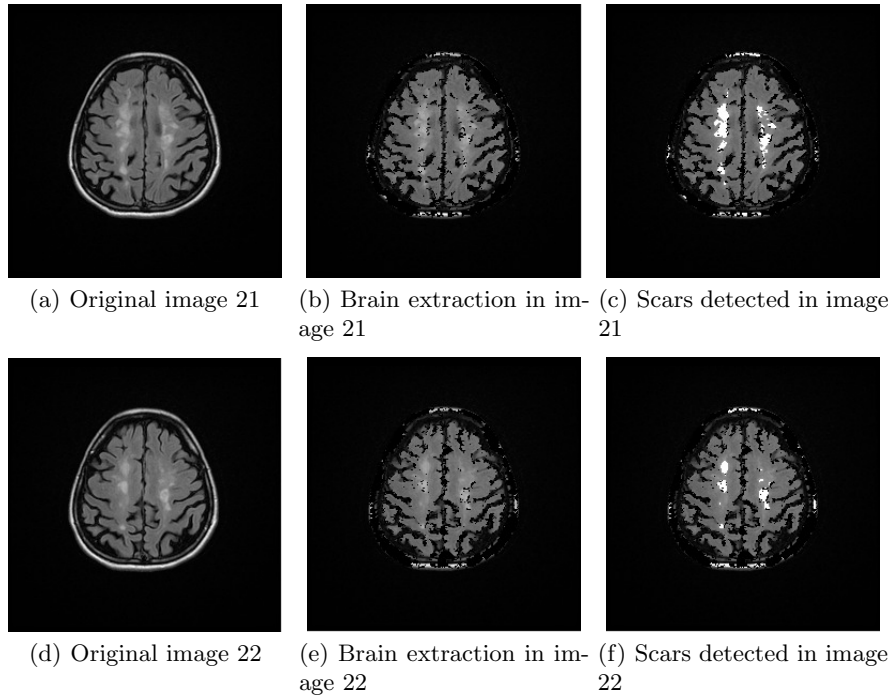 (a) Original image 21
(b) Brain extraction in im-
age 21
(c) Scars detected in image
21
(d) Original image 22
(e) Brain extraction in im-
age 22
(f) Scars detected in image
22